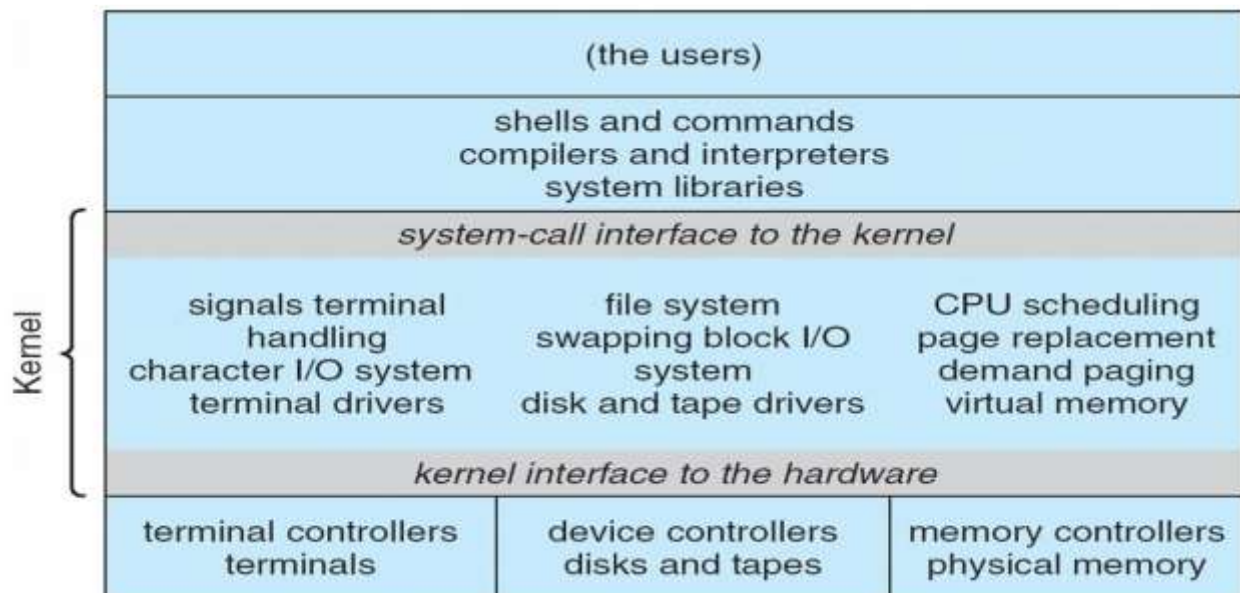 (the users)
shells and commands
compilers and interpreters
system libraries
Kernel
system-call interface to the kernel
signals terminal
handling
character I/O system
terminal drivers
file system
swapping block I/O
system
disk and tape drivers
CPU scheduling
page replacement
demand paging
virtual memory
kernel interface to the hardware
terminal controllers
terminals
device controllers
disks and tapes
memory controllers
physical memory